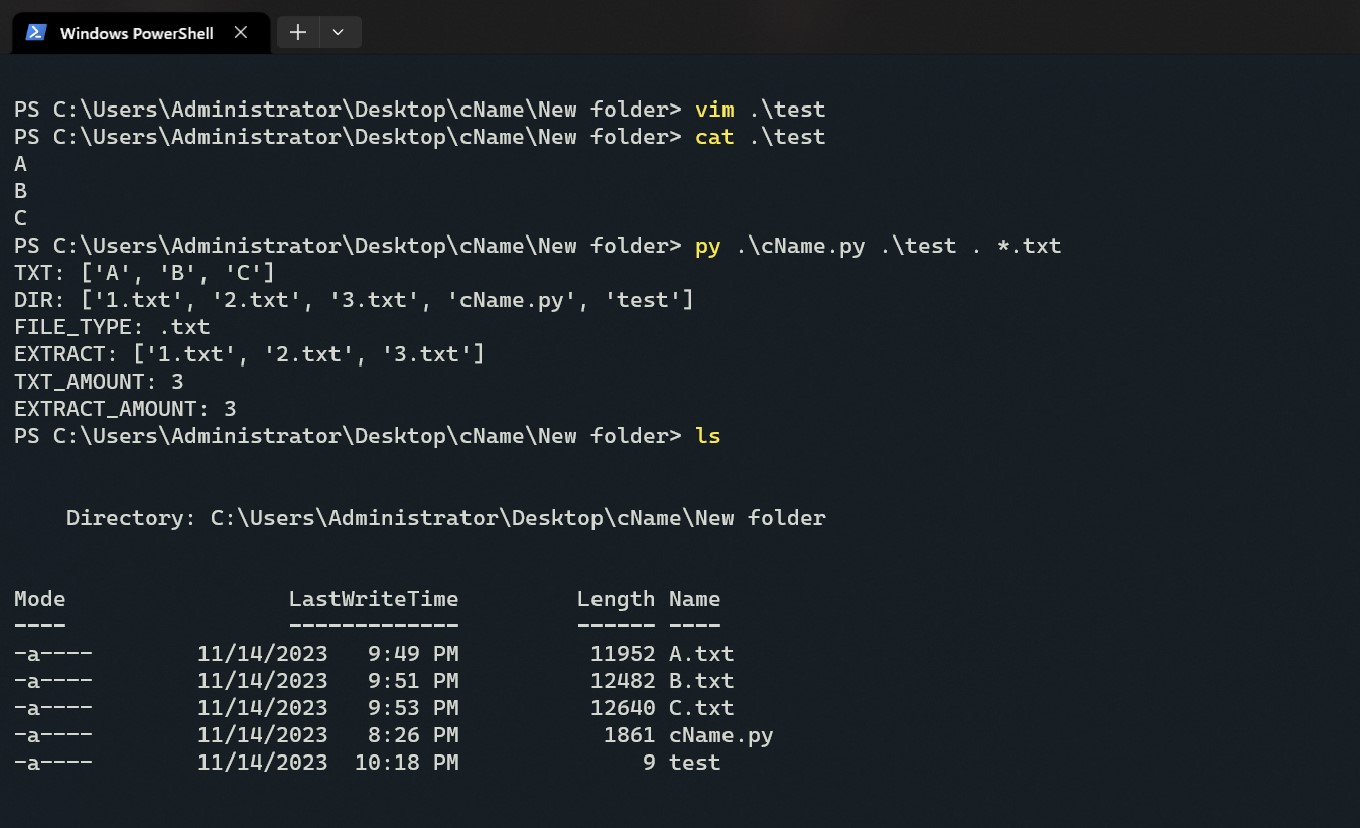 Windows PowerShell
PS C:\Users\Administrator\Desktop\cName\New folder> vim .\test
PS C:\Users\Administrator\Desktop\cName\New folder> cat .\test
A
B
C
PS C:\Users\Administrator\Desktop\cName\New folder> py .\cName.py .\test . *.txt
TXT: ['A', 'B', 'C']
DIR: ['1.txt', '2.txt', '3.txt', 'cName.py', 'test']
FILE_TYPE: .txt
EXTRACT: ['1.txt', '2.txt', '3.txt']
TXT_AMOUNT: 3
EXTRACT_AMOUNT: 3
PS C:\Users\Administrator\Desktop\cName\New folder> ls
Directory: C:\Users\Administrator\Desktop\cName\New folder
Mode                 LastWriteTime         Length Name
----                 -------------         ------ ----
-a----        11/14/2023   9:49 PM          11952 A.txt
-a----        11/14/2023   9:51 PM          12482 B.txt
-a----        11/14/2023   9:53 PM          12640 C.txt
-a----        11/14/2023   8:26 PM           1861 cName.py
-a----        11/14/2023  10:18 PM              9 test